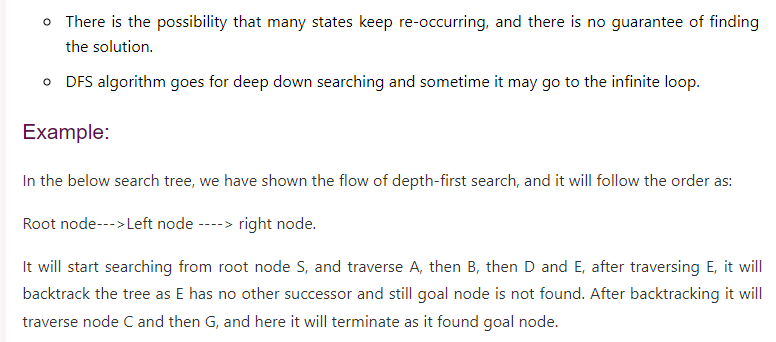 o There is the possibility that many states keep re-occurring, and there is no guarantee of finding
the solution.
o DFS algorithm goes for deep down searching and sometime it may go to the infinite loop.
Example:
In the below search tree, we have shown the flow of depth-first search, and it will follow the order as:
Root node--->Left node ----> right node.
It will start searching from root node S, and traverse A, then B, then D and E, after traversing E, it will
backtrack the tree as E has no other successor and still goal node is not found. After backtracking it will
traverse node C and then G, and here it will terminate as it found goal node.